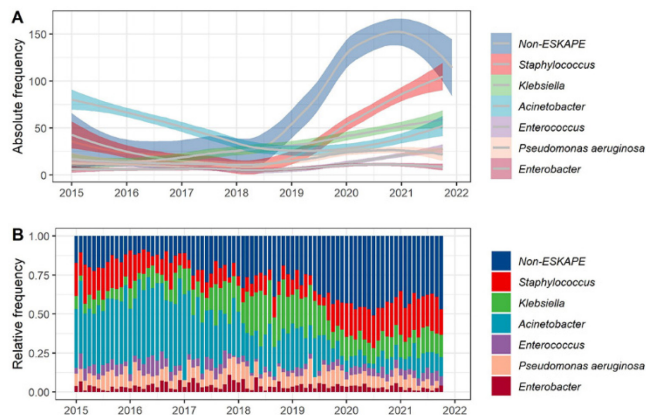 A
Absolute frequency
150
100
50
0
2015 2016 2017 2018 2019 2020 2021 2022
Non-ESKAPE
Staphylococcus
Klebsiella
Acinetobacter
Enterococcus
Pseudomonas aeruginosa
Enterobacter
B
Relative frequency
1.00
0.75
0.50
0.25
0.00
2015 2016 2017 2018 2019 2020 2021 2022
Non-ESKAPE
Staphylococcus
Klebsiella
Acinetobacter
Enterococcus
Pseudomonas aeruginosa
Enterobacter